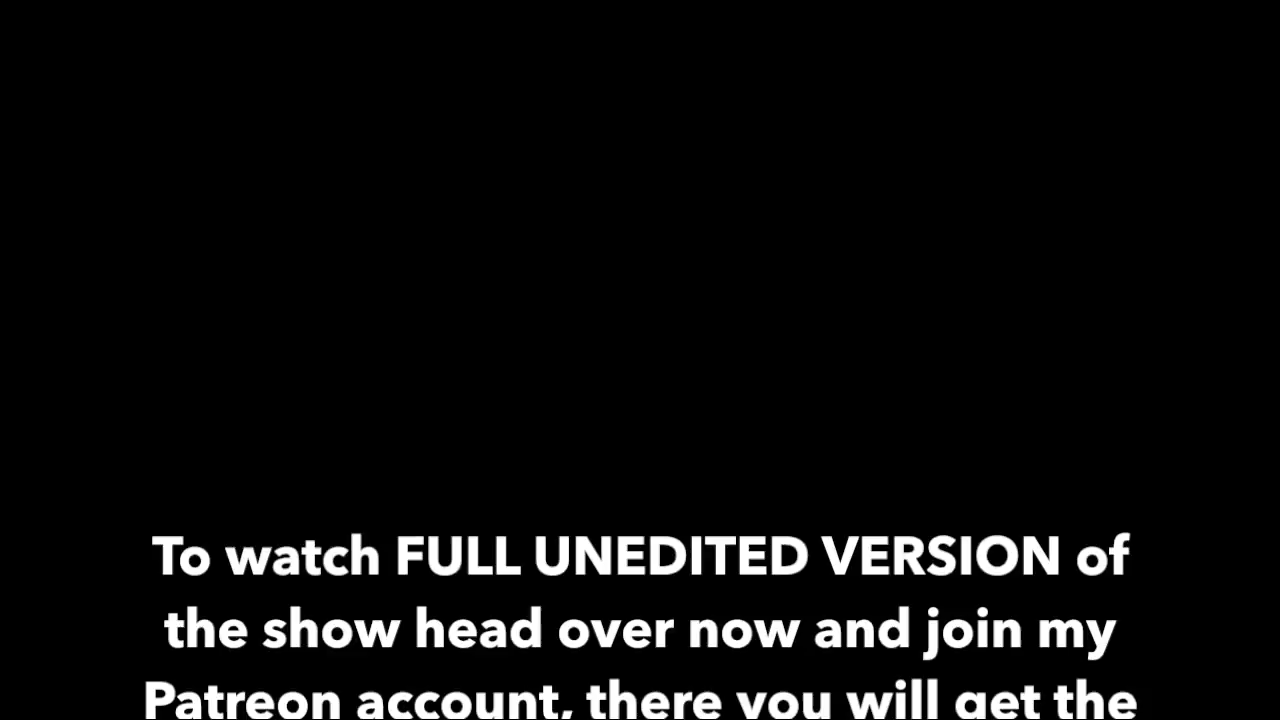 To watch FULL UNEDITED VERSION of
the show head over now and join my
Patreon account, there you will get the